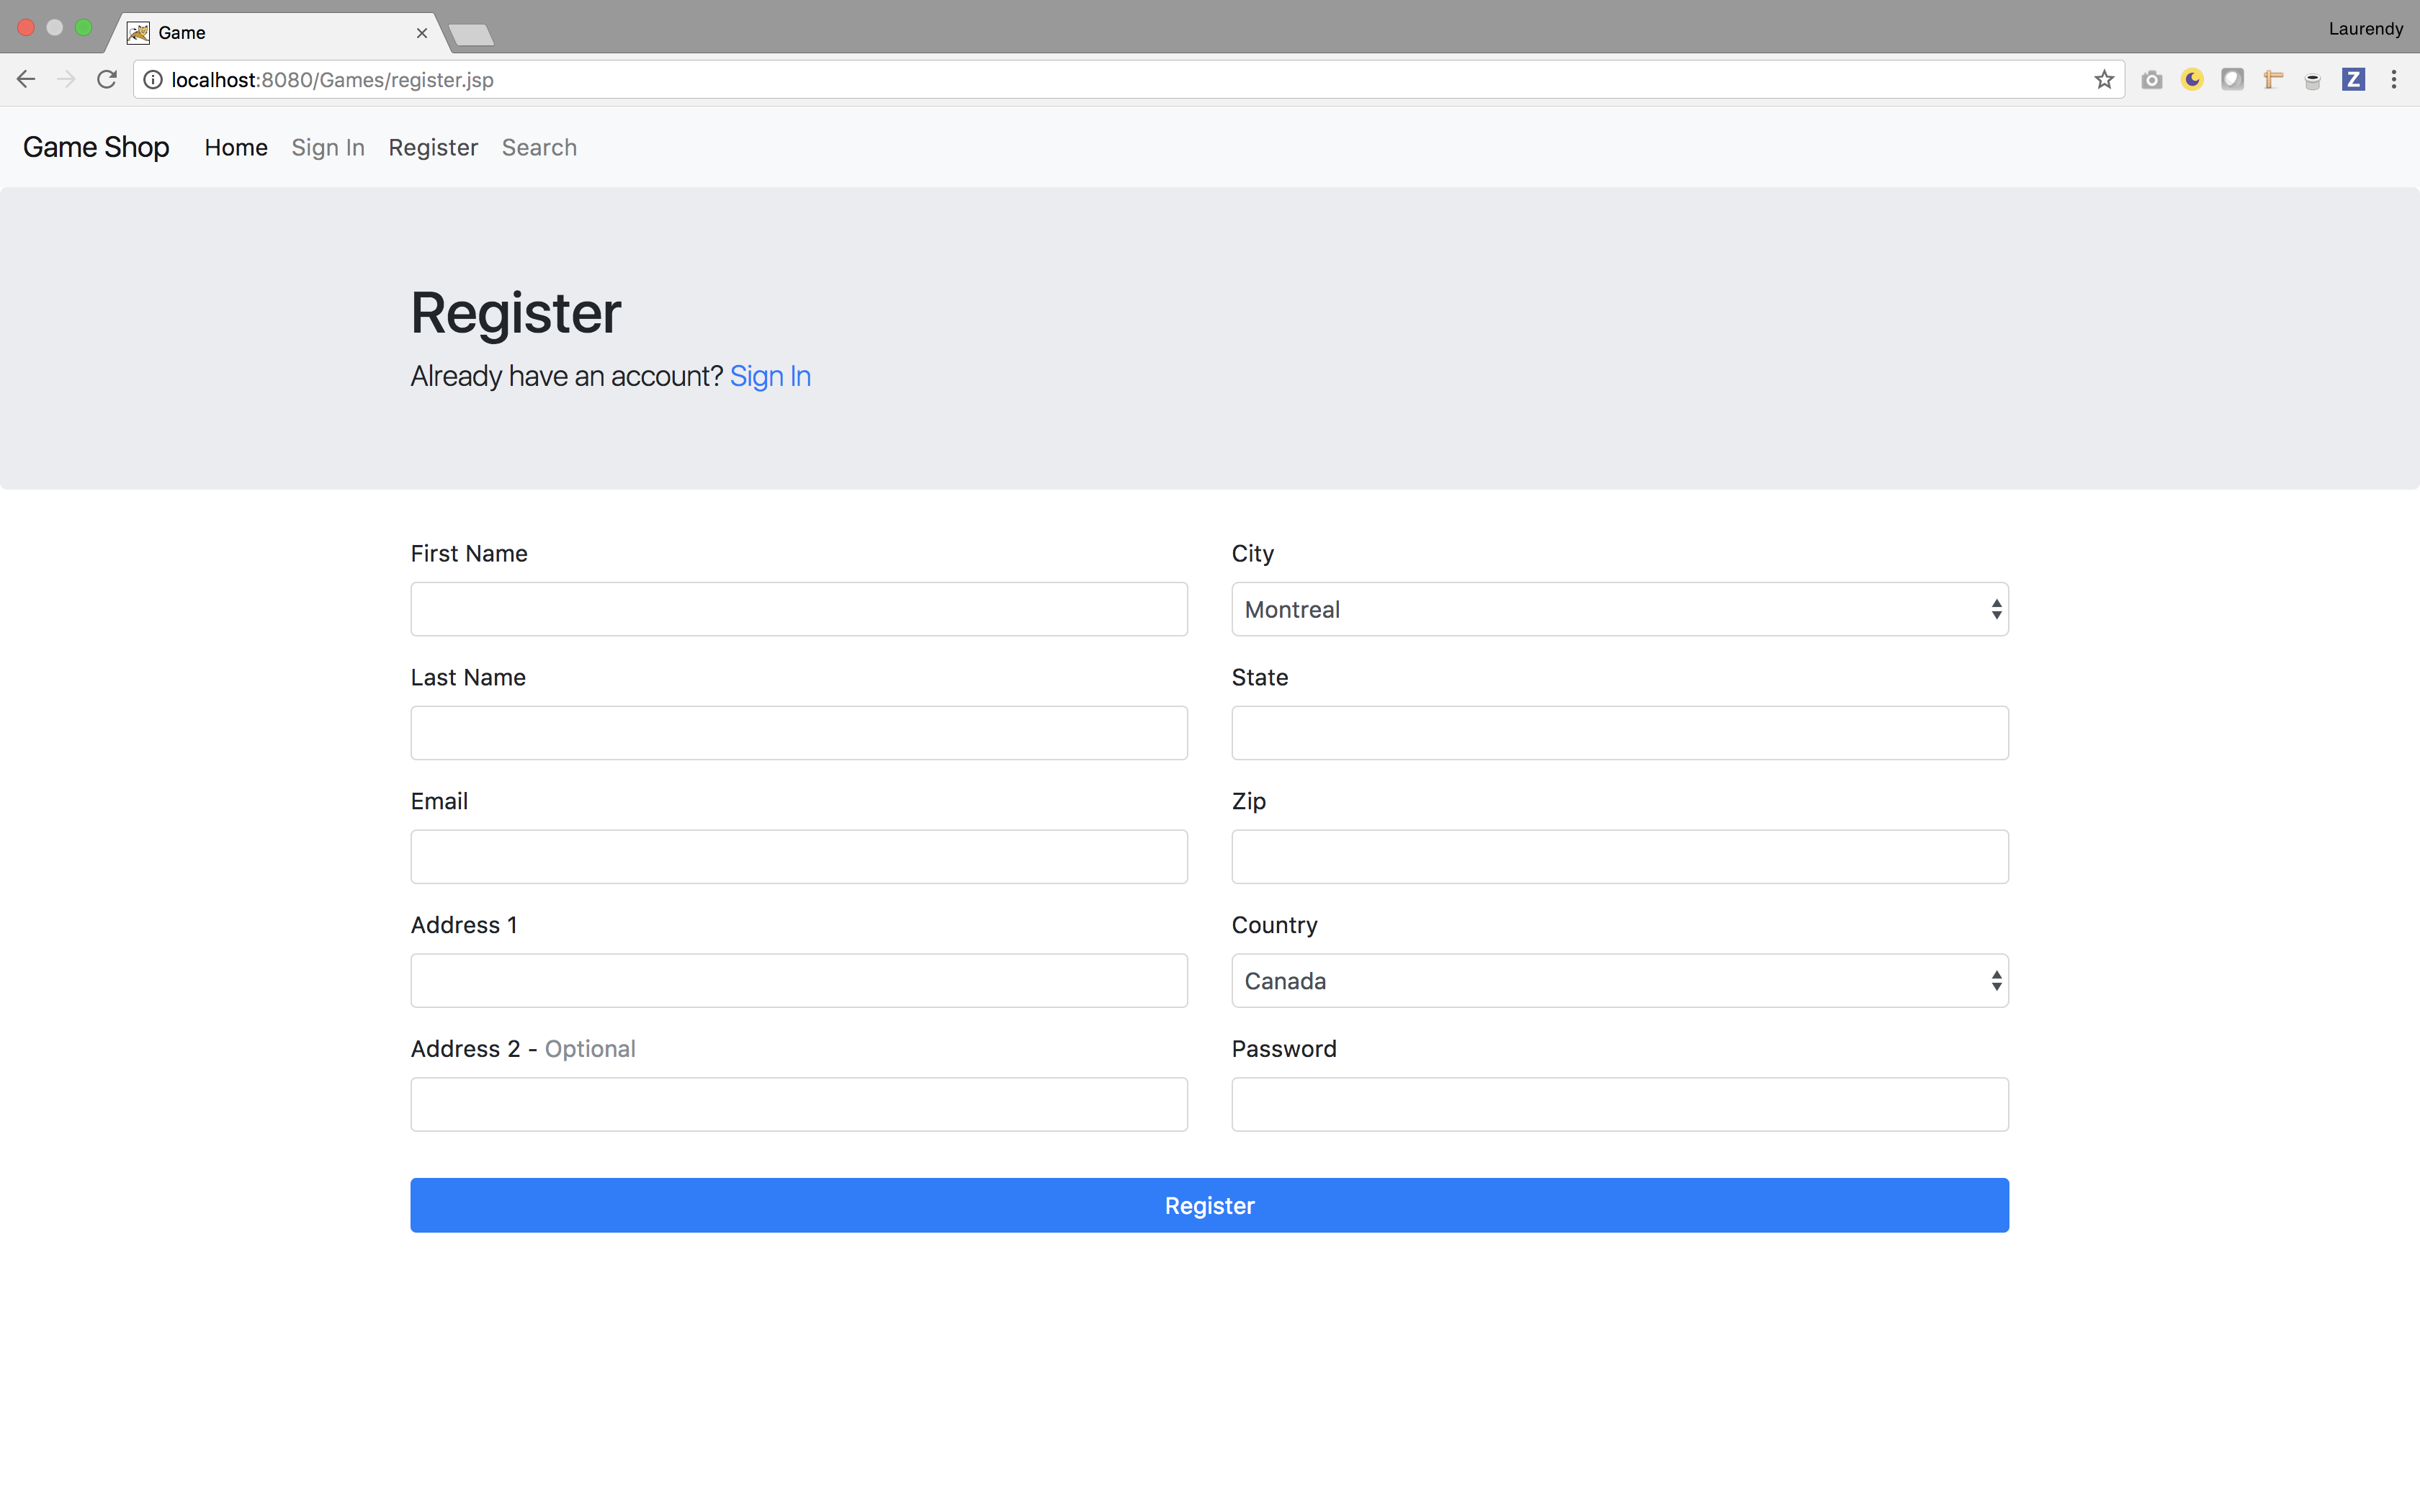 Game
Laurendy
localhost:8080/Games/register.jsp
Z
Game Shop Home Sign In Register Search
Register
Already have an account? Sign In
First Name
City
Montreal
Last Name
State
Email
Zip
Address 1
Country
Canada
Address 2 - Optional
Password
Register